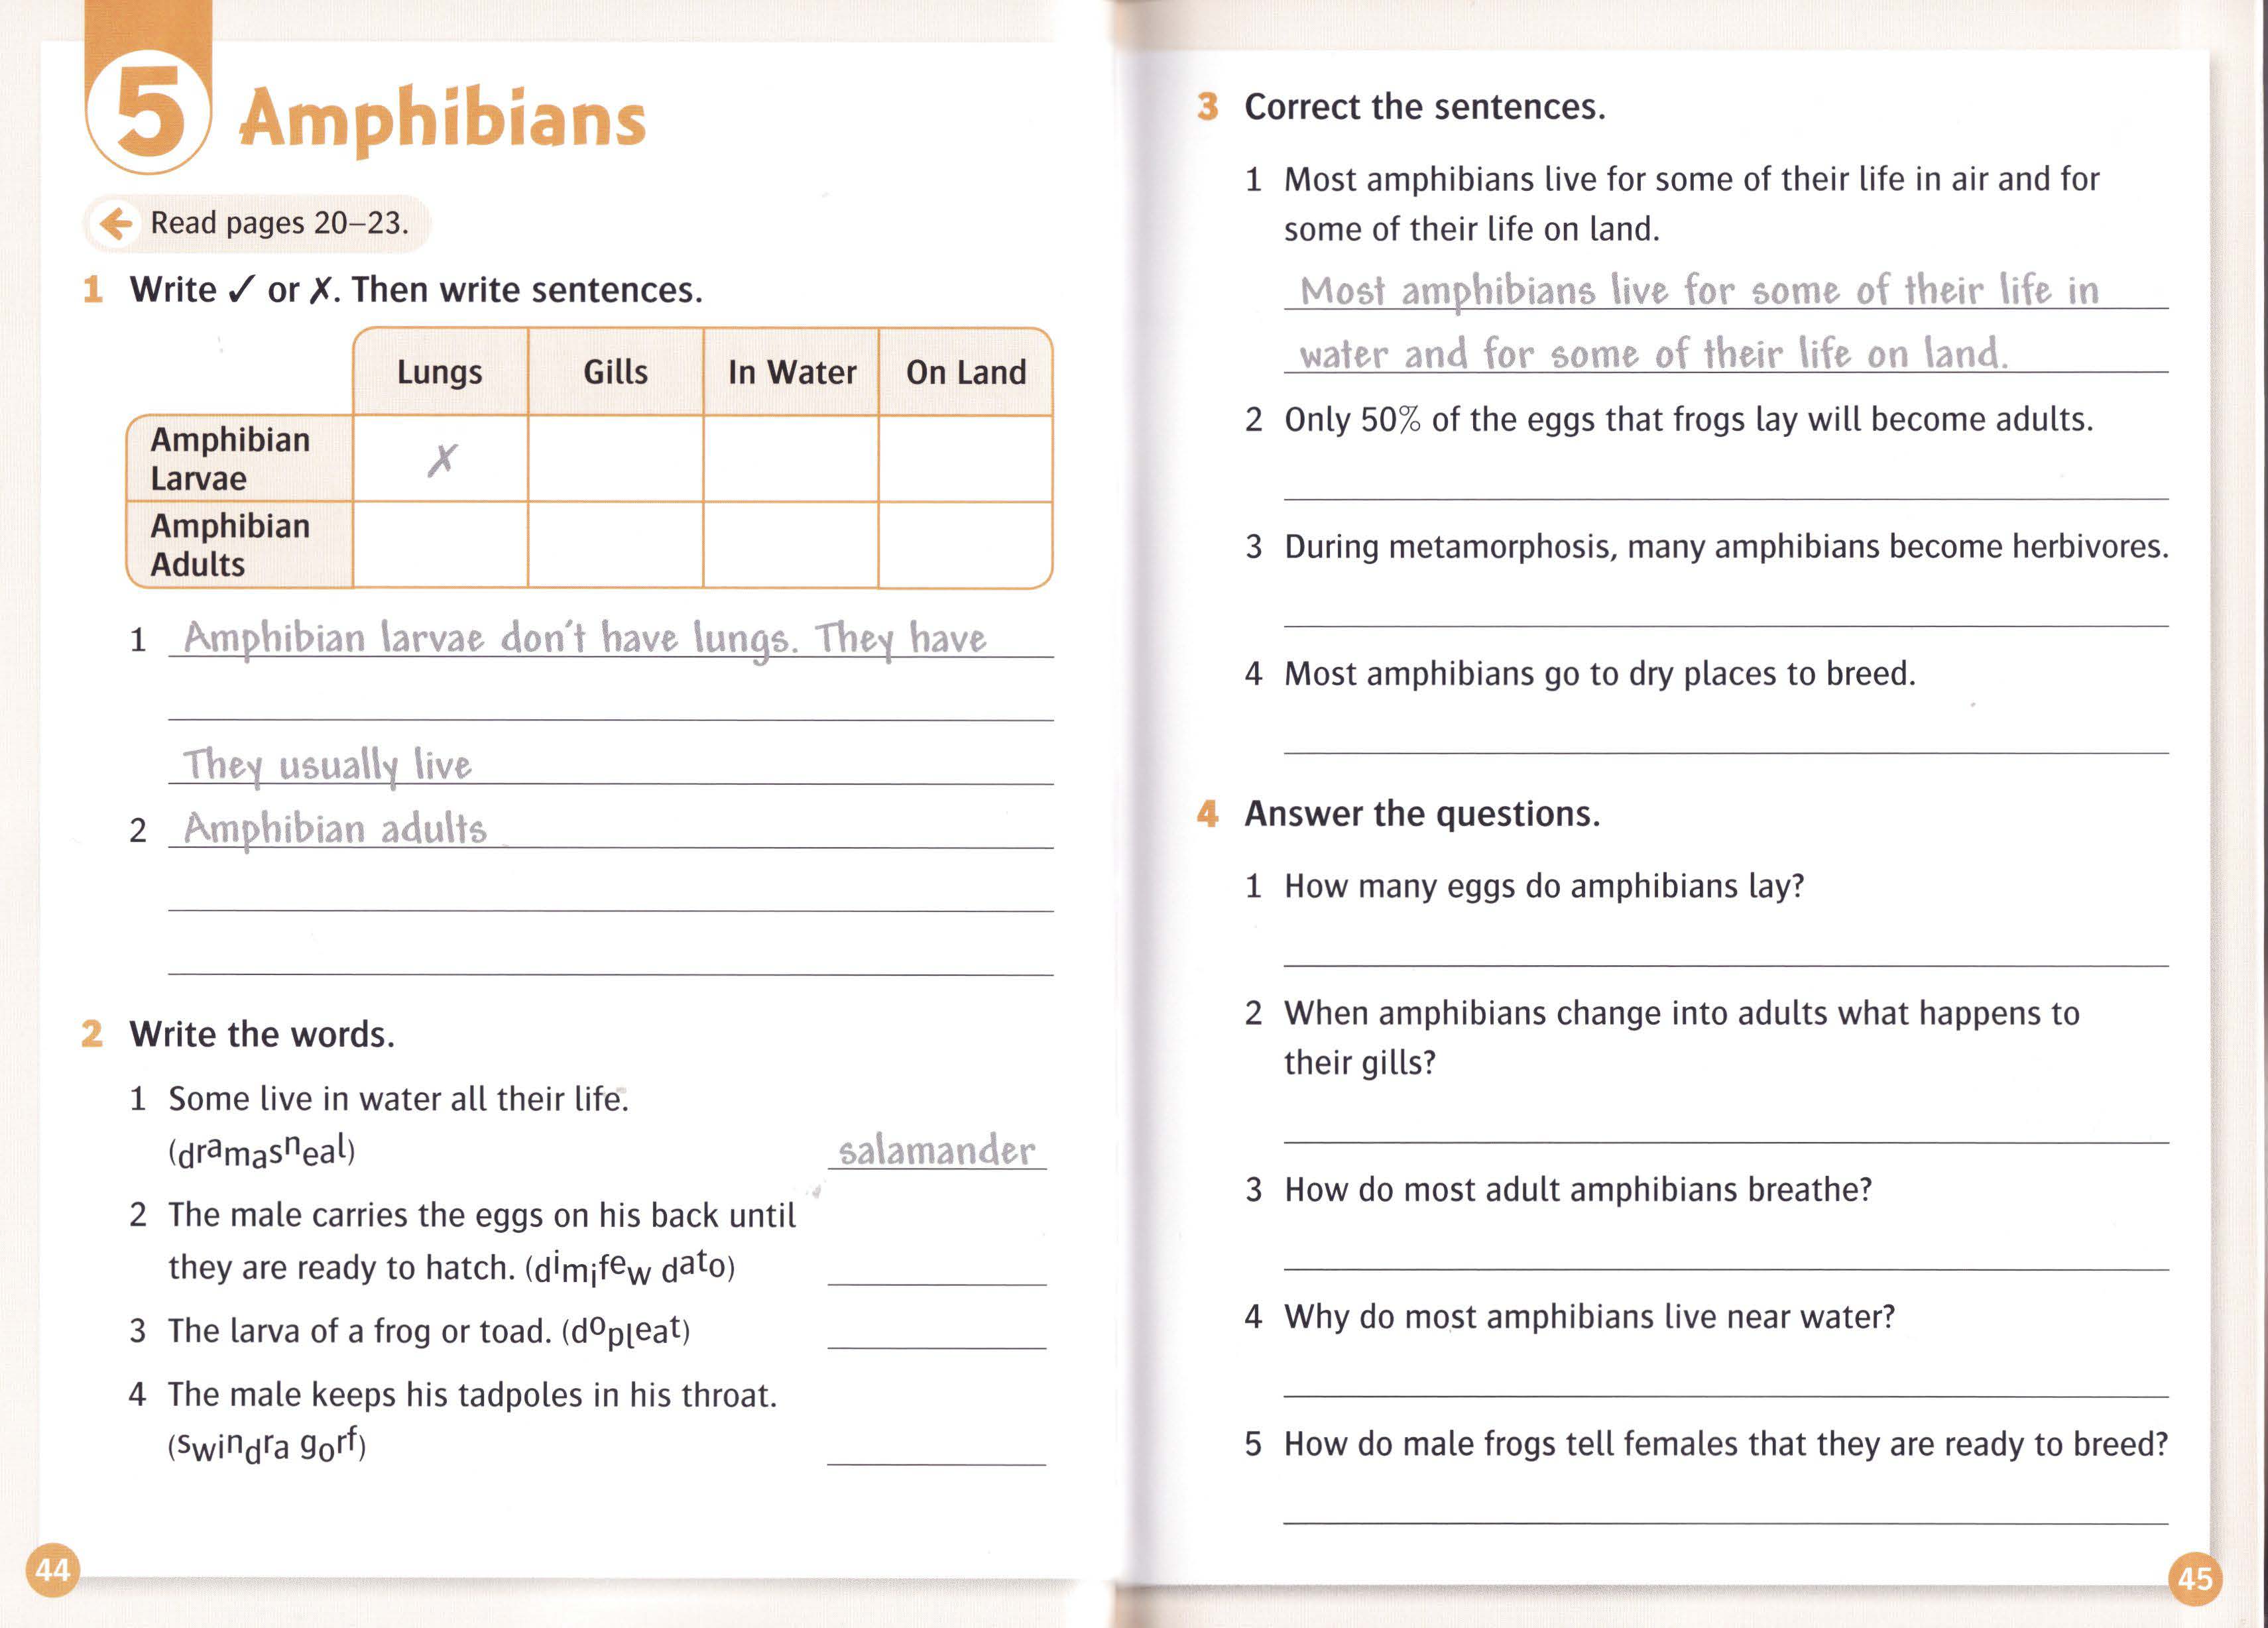 5 Amphibians
← Read pages 20–23.
1 Write ✓ or ✗. Then write sentences.
Lungs Gills In Water On Land
Amphibian
Larvae ✗
Amphibian
Adults
1 Amphibian larvae don't have lungs. They have
They usually live
2 Amphibian adults
2 Write the words.
1 Some live in water all their life.
(dramasneal) salamander
2 The male carries the eggs on his back until
they are ready to hatch. (dimifew dato)
3 The larva of a frog or toad. (dopleat)
4 The male keeps his tadpoles in his throat.
(swindra gorf)
44
3 Correct the sentences.
1 Most amphibians live for some of their life in air and for
some of their life on land.
Most amphibians live for some of their life in
water and for some of their life on land.
2 Only 50% of the eggs that frogs lay will become adults.
3 During metamorphosis, many amphibians become herbivores.
4 Most amphibians go to dry places to breed.
4 Answer the questions.
1 How many eggs do amphibians lay?
2 When amphibians change into adults what happens to
their gills?
3 How do most adult amphibians breathe?
4 Why do most amphibians live near water?
5 How do male frogs tell females that they are ready to breed?
45